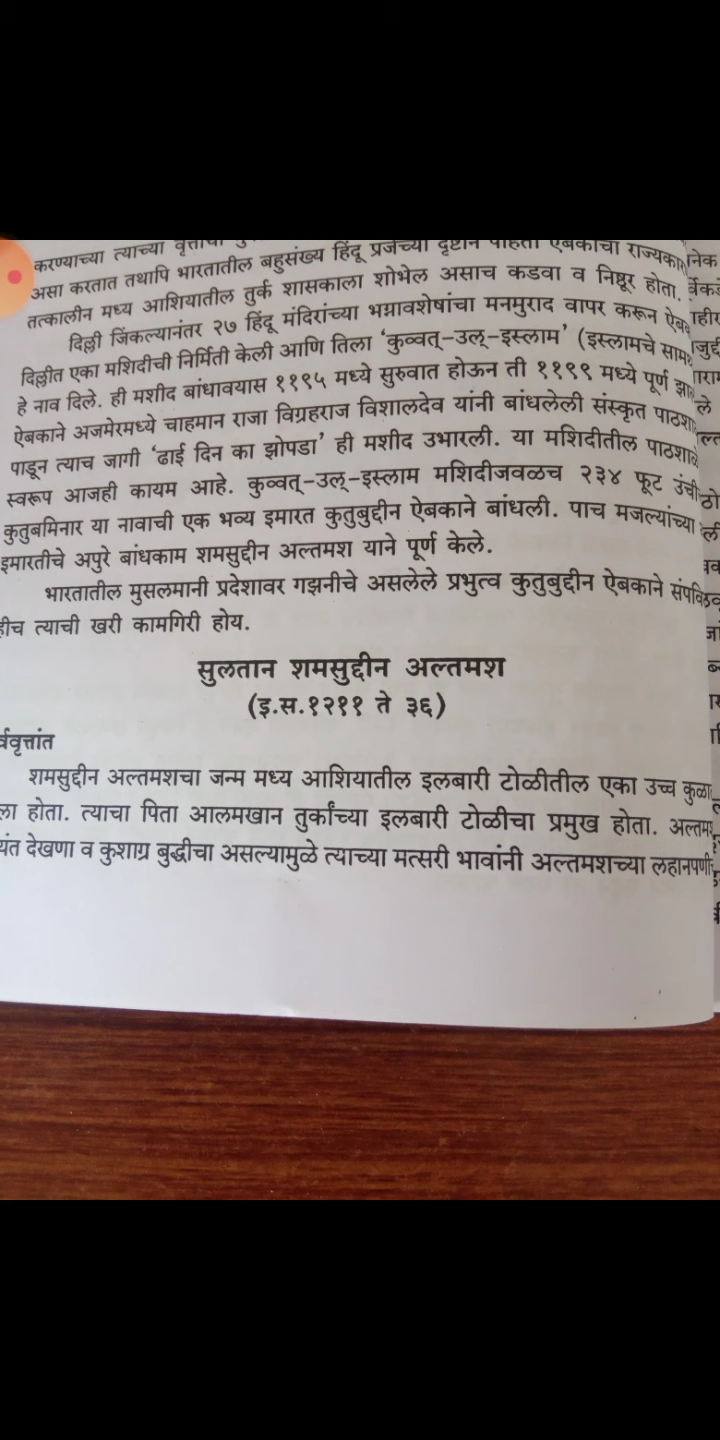 करण्याच्या त्याच्या
असा करतात तथापि भारतातील बहुसंख्य हिंदू प्रजेच्या दृष्टीने पाहता ऐबकाचा राज्यका
तत्कालीन मध्य आशियातील तुर्क शासकाला शोभेल असाच कडवा व निष्ठूर होता.
दिल्ली जिंकल्यानंतर २७ हिंदू मंदिरांच्या भग्नावशेषांचा मनमुराद वापर करून ऐब
दिल्लीत एका मशिदीची निर्मिती केली आणि तिला ‘कुव्वत्-उल्-इस्लाम’ (इस्लामचे साम
हे नाव दिले. ही मशीद बांधावयास ११९५ मध्ये सुरुवात होऊन ती ११९९ मध्ये पूर्ण झा
ऐबकाने अजमेरमध्ये चाहमान राजा विग्रहराज विशालदेव यांनी बांधलेली संस्कृत पाठश
पाडून त्याच जागी ‘ढाई दिन का झोपडा’ ही मशीद उभारली. या मशिदीतील पाठशा
स्वरूप आजही कायम आहे. कुव्वत्-उल्-इस्लाम मशिदीजवळच २३४ फूट उंची
कुतुबमिनार या नावाची एक भव्य इमारत कुतुबुद्दीन ऐबकाने बांधली. पाच मजल्यांच्या
इमारतीचे अपुरे बांधकाम शमसुद्दीन अल्तमश याने पूर्ण केले.
भारतातील मुसलमानी प्रदेशावर गझनीचे असलेले प्रभुत्व कुतुबुद्दीन ऐबकाने संपवि
हीच त्याची खरी कामगिरी होय.
सुलतान शमसुद्दीन अल्तमश
(इ.स.१२११ ते ३६)
र्ववृत्तांत
शमसुद्दीन अल्तमशचा जन्म मध्य आशियातील इलबारी टोळीतील एका उच्च कुळा
ला होता. त्याचा पिता आलमखान तुर्कांच्या इलबारी टोळीचा प्रमुख होता. अल्तम
यंत देखणा व कुशाग्र बुद्धीचा असल्यामुळे त्याच्या मत्सरी भावांनी अल्तमशच्या लहानपणी